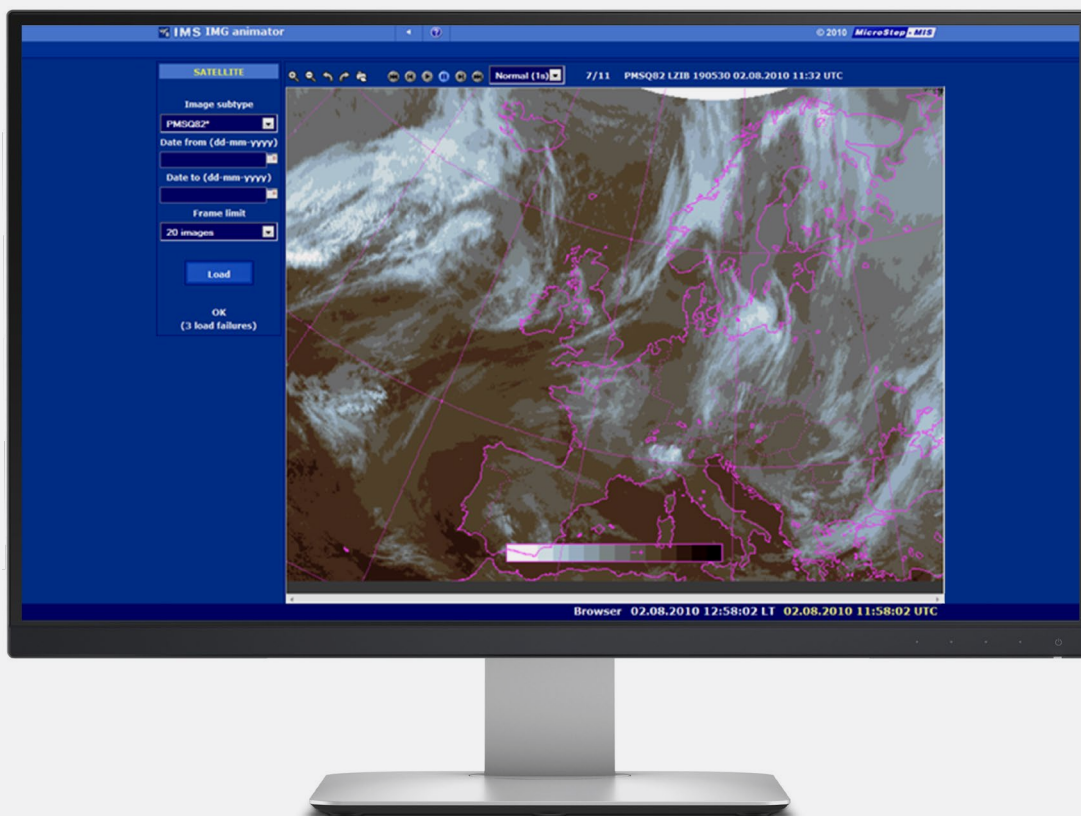 IMS IMG animator
© 2010 MicroStep-MIS
SATELLITE
Normal (1s)
7/11 PMSQ82 LZIB 190530 02.08.2010 11:32 UTC
Image subtype
PMSQ82*
Date from (dd-mm-yyyy)
Date to (dd-mm-yyyy)
Frame limit
20 images
Load
OK
(3 load failures)
Browser 02.08.2010 12:58:02 LT 02.08.2010 11:58:02 UTC